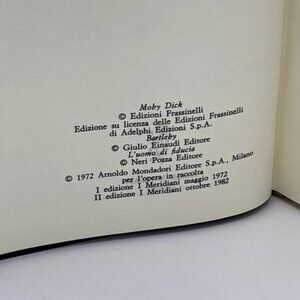 Moby Dick
© Edizioni Frassinelli
Edizione su licenza delle Edizioni Frassinelli
di Adelphi Edizioni S.p.A.
Bartleby
© Giulio Einaudi Editore
L'uomo di fiducia
© Neri Pozza Editore
© 1972 Arnoldo Mondadori Editore S.p.A., Milano
per l'opera in raccolta
I edizione I Meridiani maggio 1972
II edizione I Meridiani ottobre 1982